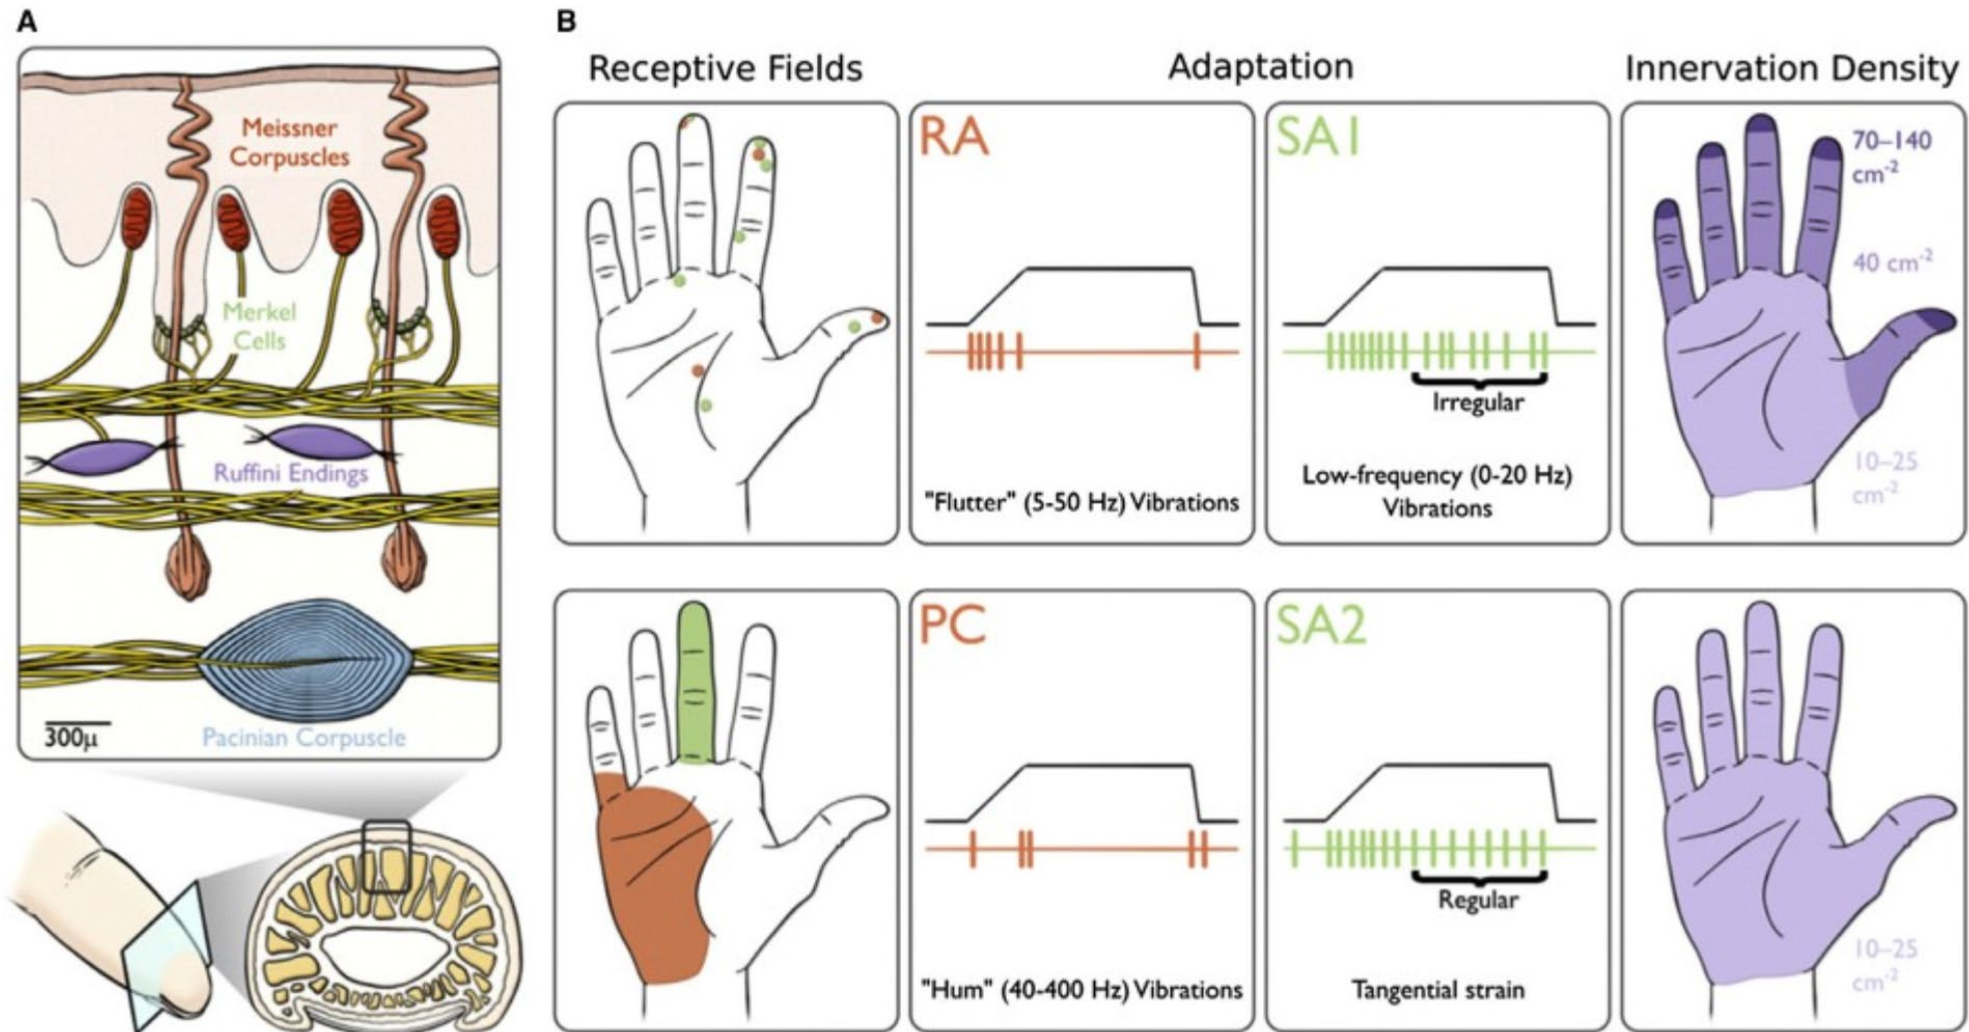 A
Meissner
Corpuscles
Merkel
Cells
Ruffini Endings
300μ
Pacinian Corpuscle
B
Receptive Fields
Adaptation
Innervation Density
RA
"Flutter" (5-50 Hz) Vibrations
SA1
Irregular
Low-frequency (0-20 Hz)
Vibrations
70–140
cm⁻²
40 cm⁻²
10–25
cm⁻²
PC
"Hum" (40-400 Hz) Vibrations
SA2
Regular
Tangential strain
10–25
cm⁻²